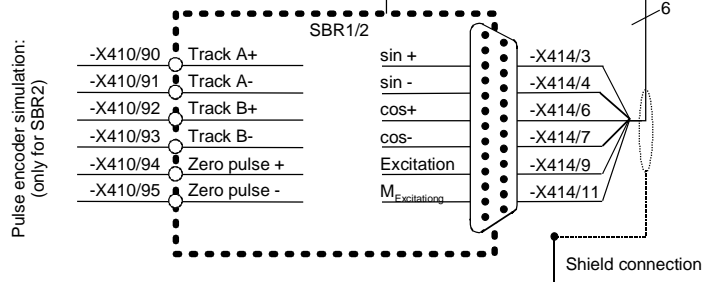 6
SBR1/2
Pulse encoder simulation:
(only for SBR2)
-X410/90 Track A+ sin + -X414/3
-X410/91 Track A- sin - -X414/4
-X410/92 Track B+ cos+ -X414/6
-X410/93 Track B- cos- -X414/7
-X410/94 Zero pulse + Excitation -X414/9
-X410/95 Zero pulse - MExcitationg -X414/11
Shield connection